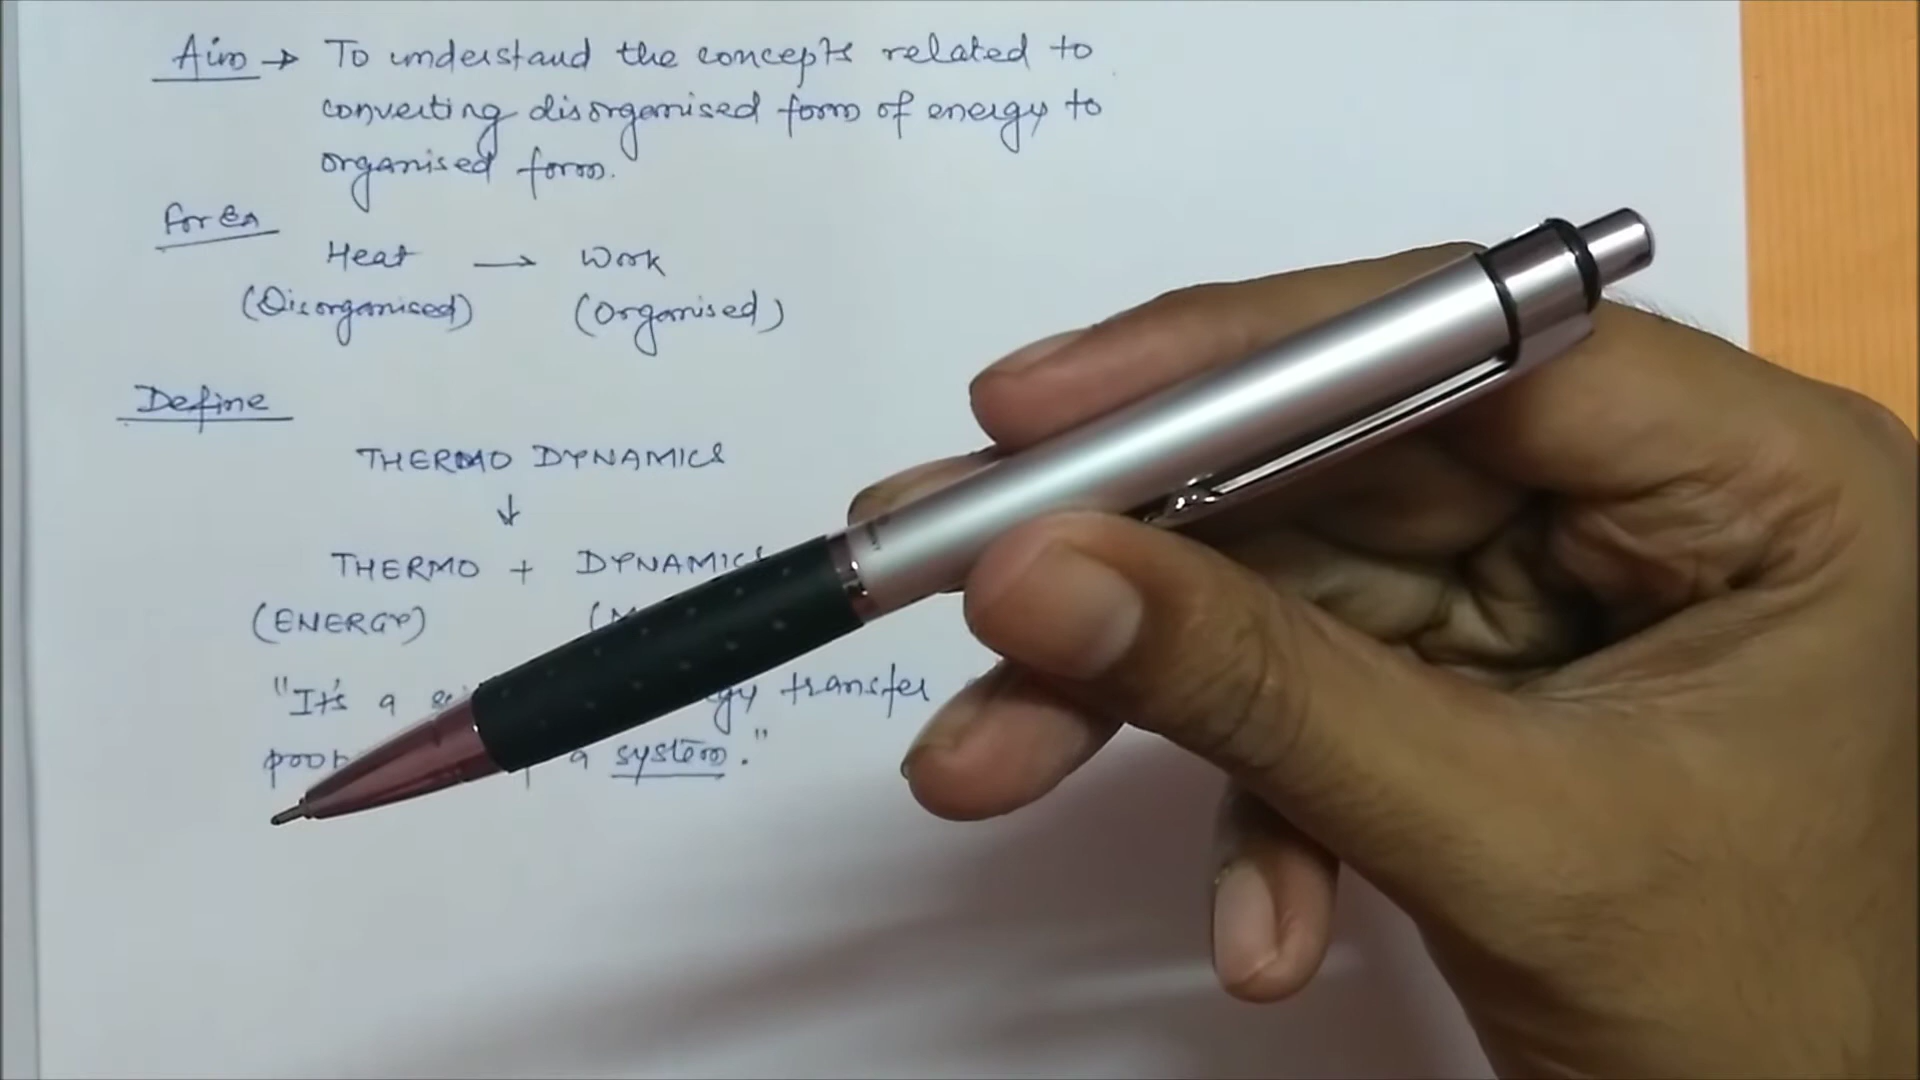 Aim → To understand the concepts related to
converting disorganised form of energy to
organised form.
For Ex
Heat → Work
(Disorganised) (Organised)
Define
THERMO DYNAMICS
↓
THERMO + DYNAMICS
(ENERGY)
"It's a transfer
a system."